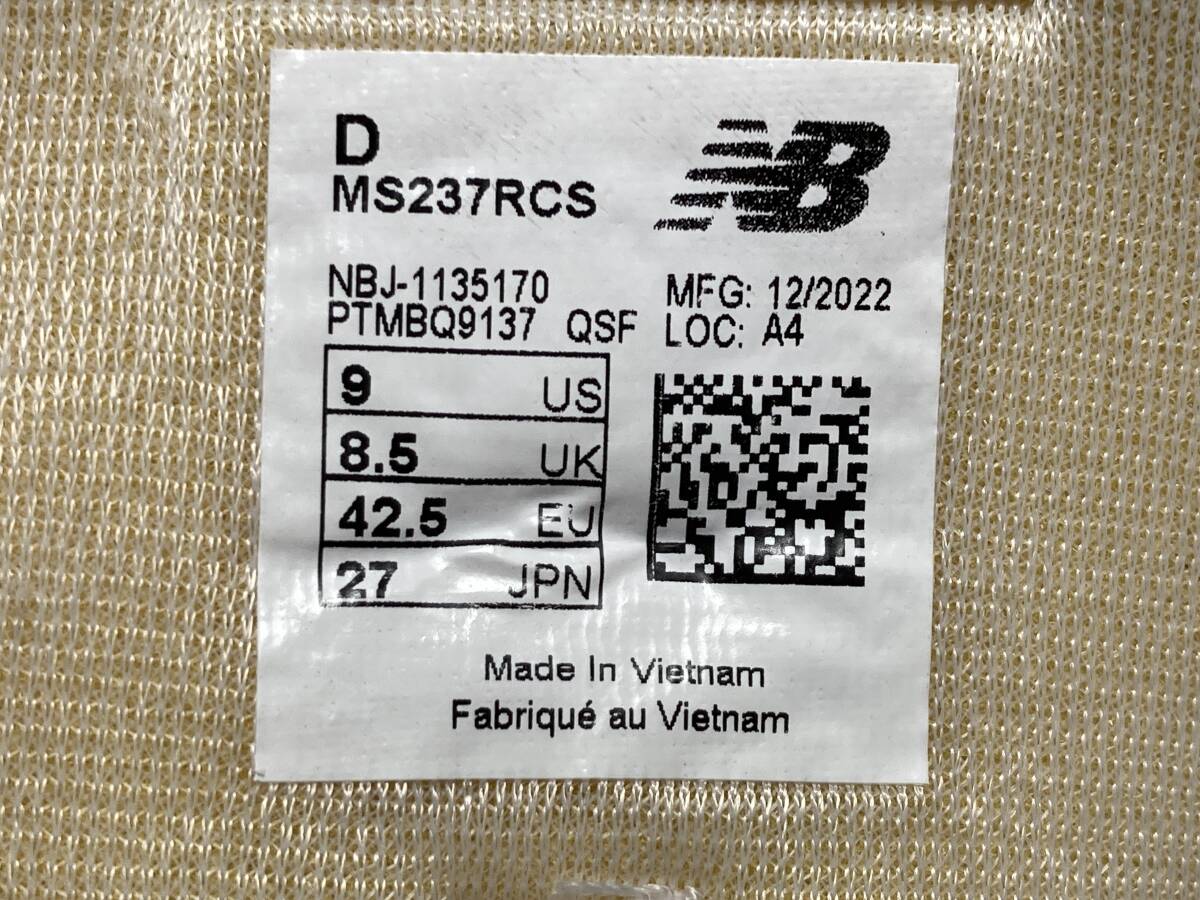 D
NB
MS237RCS
NBJ-1135170
PTMBQ9137 QSF
MFG: 12/2022
LOC: A4
9 US
8.5 UK
42.5 EU
27 JPN
Made In Vietnam
Fabriqué au Vietnam